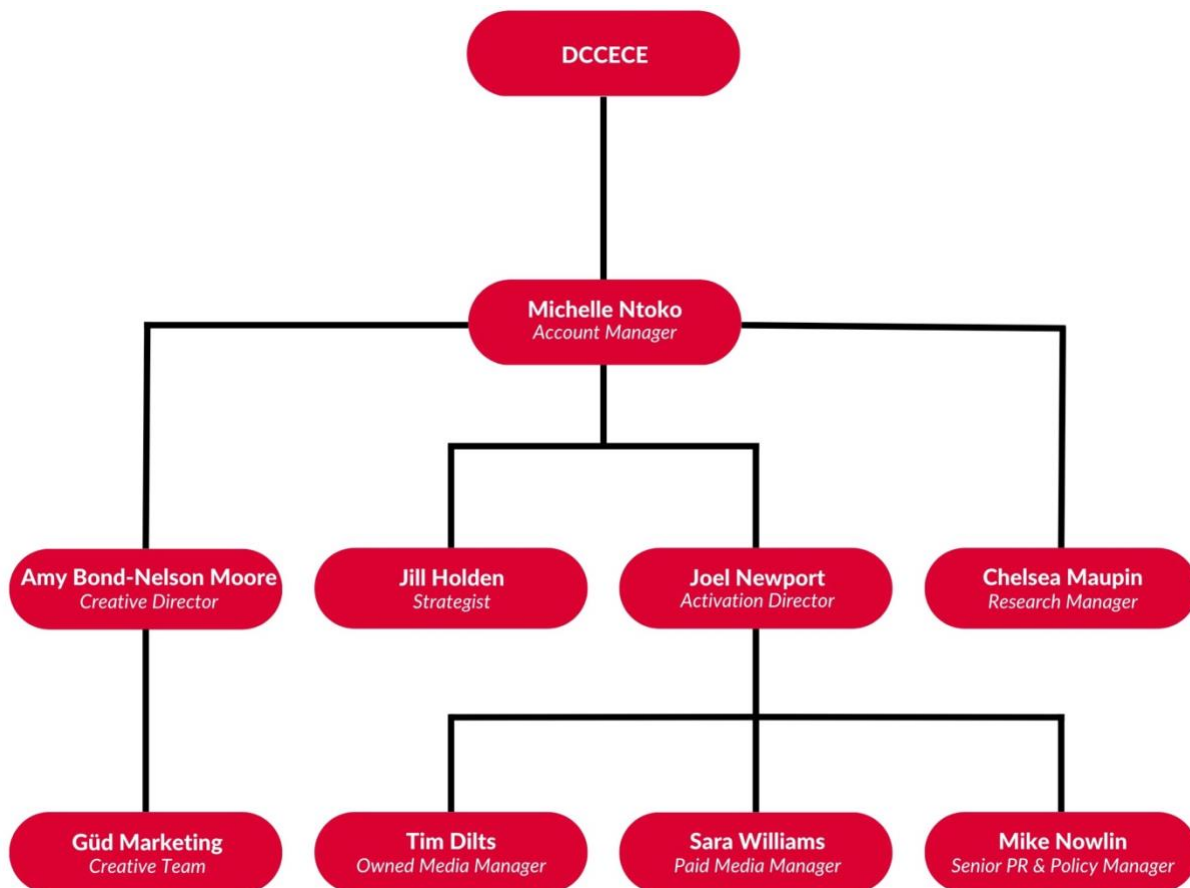 DCCECE
Michelle Ntoko
Account Manager
Amy Bond-Nelson Moore
Creative Director
Jill Holden
Strategist
Joel Newport
Activation Director
Chelsea Maupin
Research Manager
Güd Marketing
Creative Team
Tim Dilts
Owned Media Manager
Sara Williams
Paid Media Manager
Mike Nowlin
Senior PR & Policy Manager